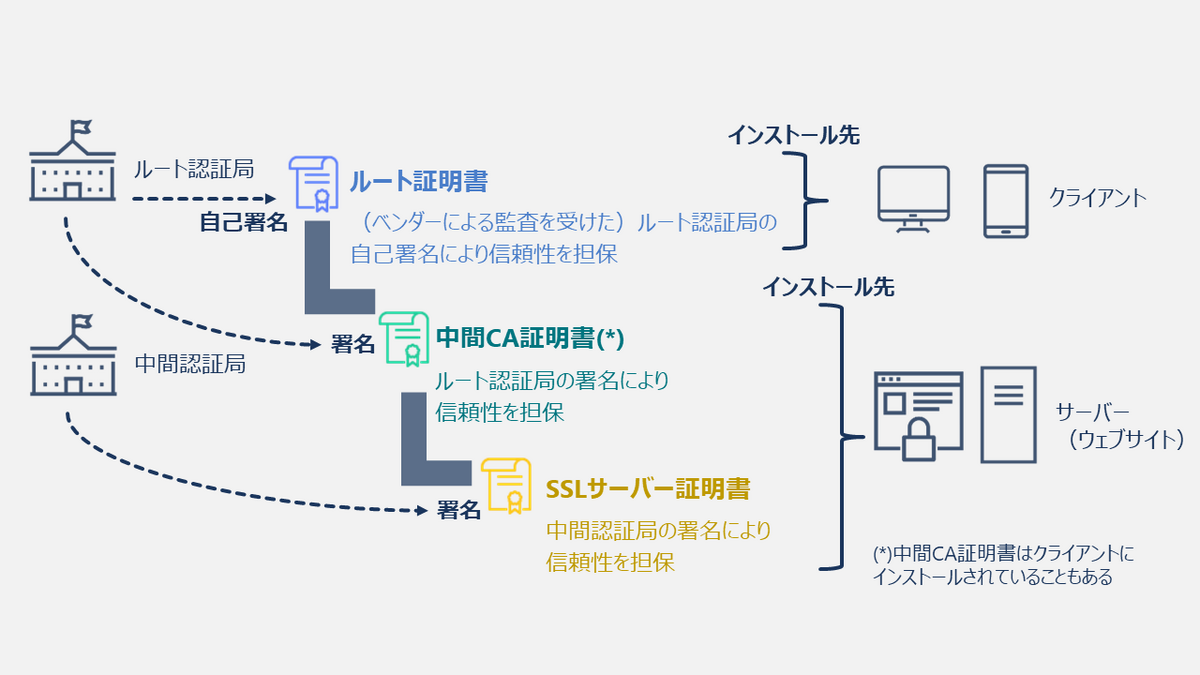 インストール先
ルート認証局
自己署名
ルート証明書
（ベンダーによる監査を受けた）ルート認証局の
自己署名により信頼性を担保
クライアント
インストール先
中間認証局
署名
中間CA証明書(*)
ルート認証局の署名により
信頼性を担保
サーバー
（ウェブサイト）
署名
SSLサーバー証明書
中間認証局の署名により
信頼性を担保
(*)中間CA証明書はクライアントに
インストールされていることもある